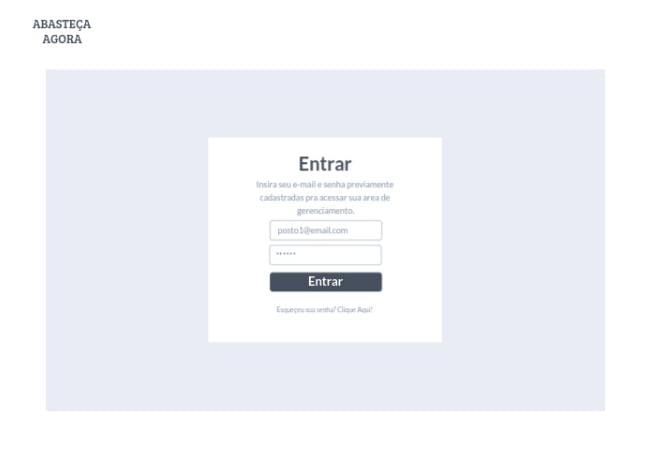 ABASTEÇA
AGORA
Entrar
Insira seu e-mail e senha previamente
cadastradas pra acessar sua area de
gerenciamento.
posto1@email.com
******
Entrar
Esqueçeu sua senha? Clique Aqui!